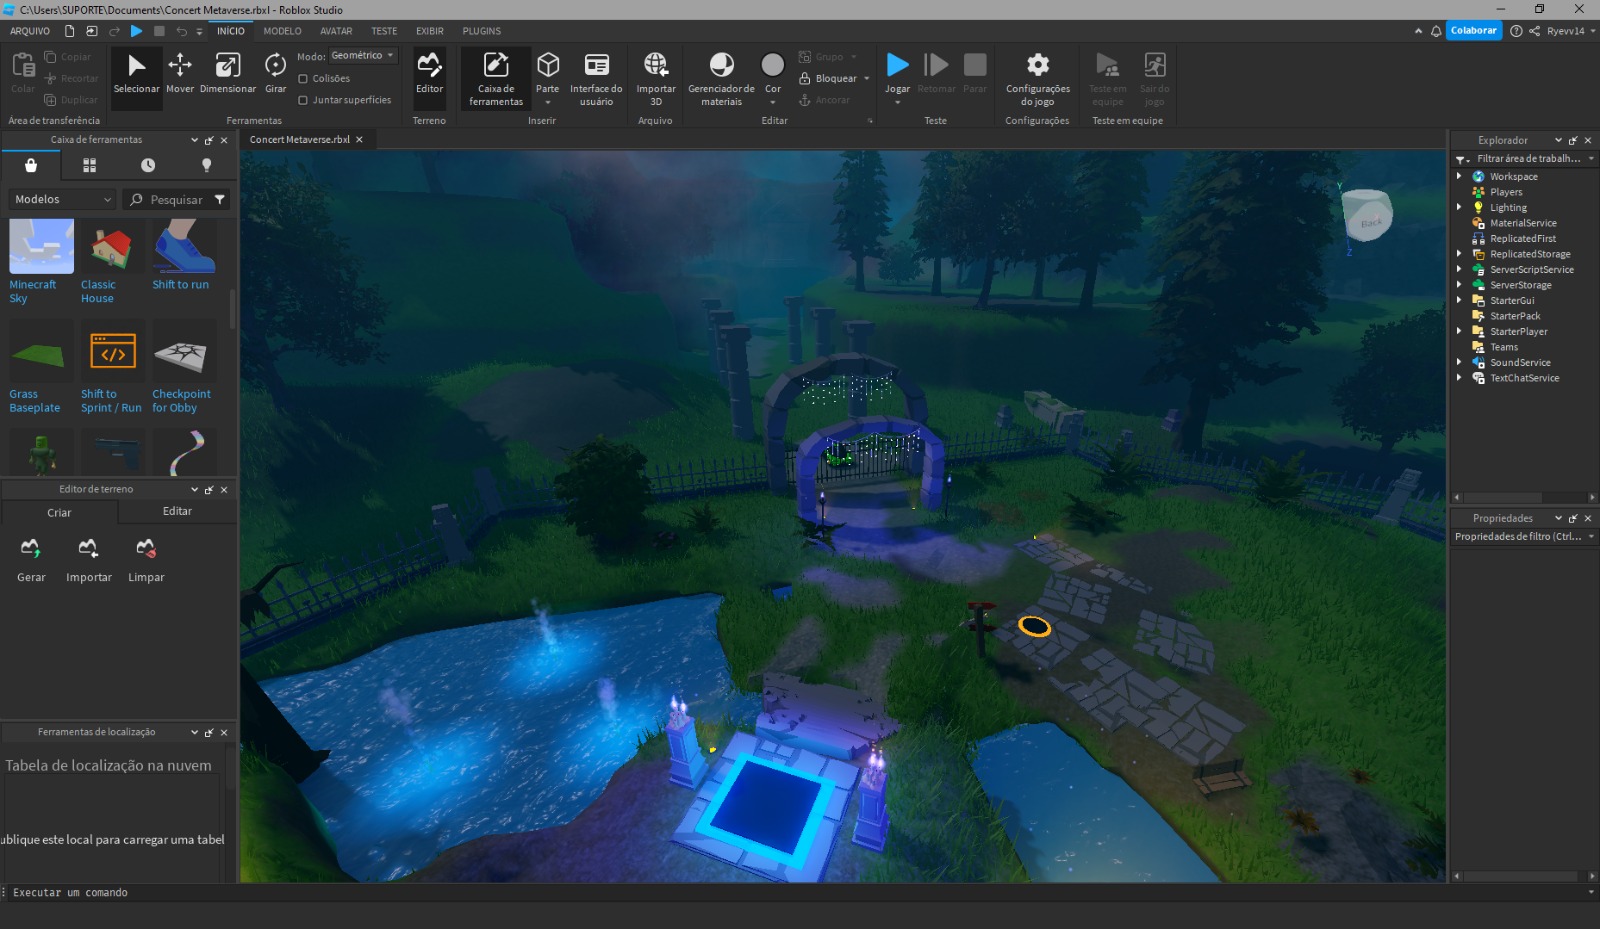 C:\Users\SUPORTE\Documents\Concert Metaverse.rbxl - Roblox Studio
ARQUIVO INÍCIO MODELO AVATAR TESTE EXIBIR PLUGINS Colaborar Ryevv14
Colar Copiar Recortar Duplicar
Área de transferência
Selecionar Mover Dimensionar Girar
Modo: Geométrico
Colisões
Juntar superfícies
Ferramentas
Editor
Terreno
Caixa de ferramentas
Parte
Interface do usuário
Inserir
Importar 3D
Arquivo
Gerenciador de materiais
Cor
Grupo
Bloquear
Ancorar
Editar
Jogar Retomar Parar
Teste
Configurações do jogo
Configurações
Teste em equipe
Sair do jogo
Teste em equipe
Caixa de ferramentas
Modelos Pesquisar
Minecraft Sky
Classic House
Shift to run
Grass Baseplate
Shift to Sprint / Run
Checkpoint for Obby
Editor de terreno
Criar Editar
Gerar Importar Limpar
Ferramentas de localização
Tabela de localização na nuvem
ublique este local para carregar uma tabel
Executar um comando
Concert Metaverse.rbxl
Y
Back
Z
Explorador
Filtrar área de trabalh...
Workspace
Players
Lighting
MaterialService
ReplicatedFirst
ReplicatedStorage
ServerScriptService
ServerStorage
StarterGui
StarterPack
StarterPlayer
Teams
SoundService
TextChatService
Propriedades
Propriedades de filtro (Ctrl...